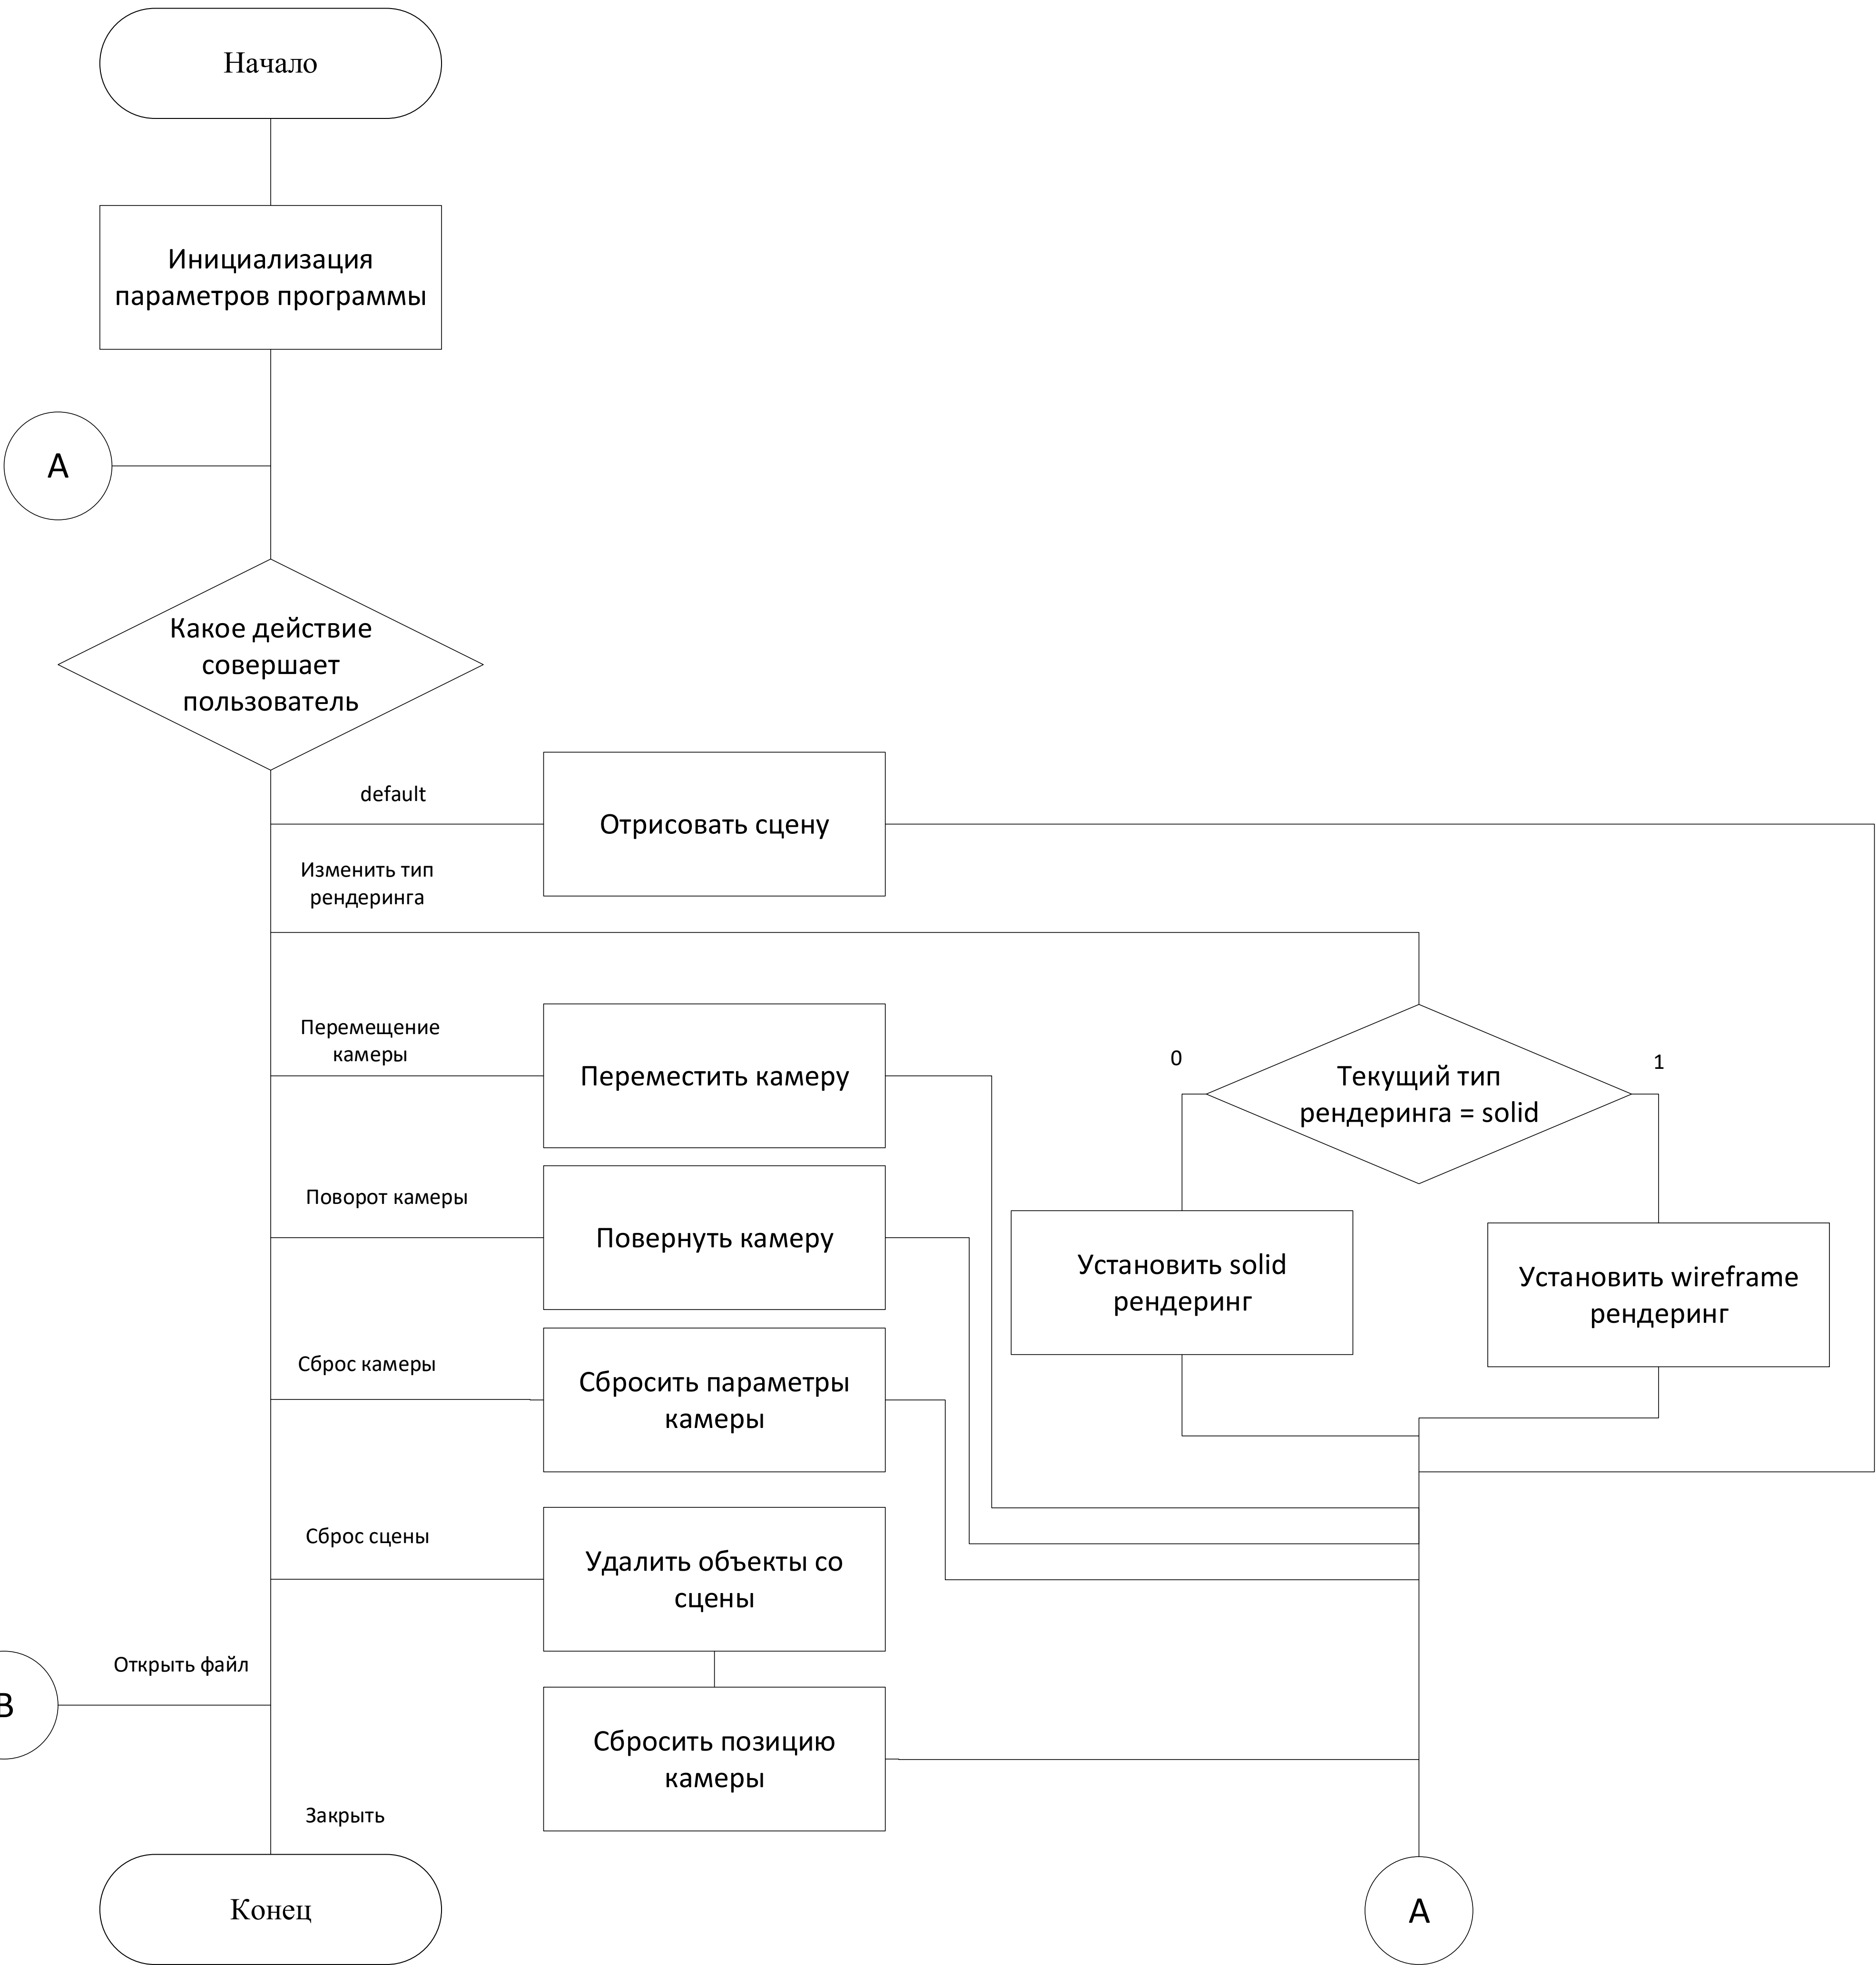 Начало
Инициализация
параметров программы
А
Какое действие
совершает
пользователь
default
Отрисовать сцену
Изменить тип
рендеринга
Перемещение
камеры
Переместить камеру
0
Текущий тип
рендеринга = solid
1
Поворот камеры
Повернуть камеру
Установить solid
рендеринг
Установить wireframe
рендеринг
Сброс камеры
Сбросить параметры
камеры
Сброс сцены
Удалить объекты со
сцены
Открыть файл
В
Сбросить позицию
камеры
Закрыть
Конец
А